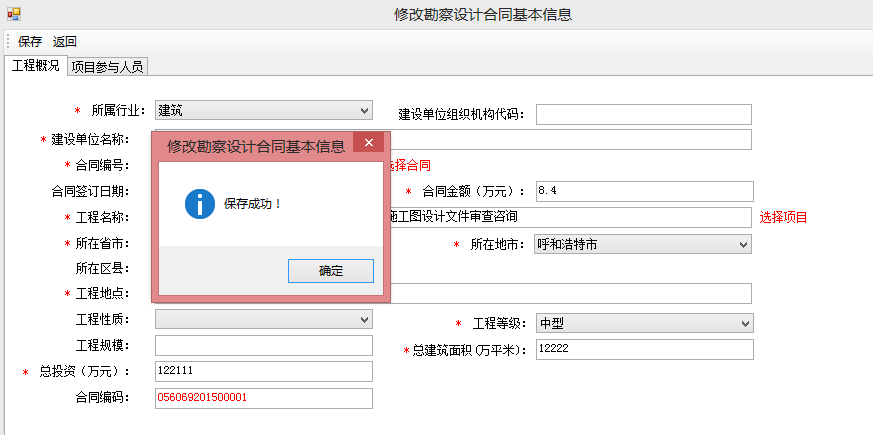 修改勘察设计合同基本信息
保存 返回
工程概况 项目参与人员
* 所属行业: 建筑 建设单位组织机构代码:
* 建设单位名称:
修改勘察设计合同基本信息 ×
* 合同编号: 选择合同
合同签订日期: * 合同金额（万元）: 8.4
保存成功！
* 工程名称: 施工图设计文件审查咨询 选择项目
* 所在省市: * 所在地市: 呼和浩特市
所在区县:
确定
* 工程地点:
工程性质: * 工程等级: 中型
工程规模: * 总建筑面积(万平米): 12222
* 总投资（万元）: 122111
合同编码: 056069201500001